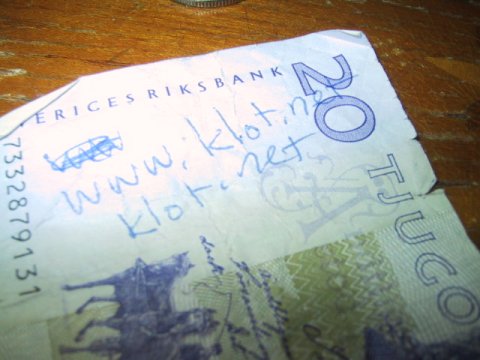 ERICES RIKSBANK
20
TJUGO
www.klot.net
klot.net
7332879131